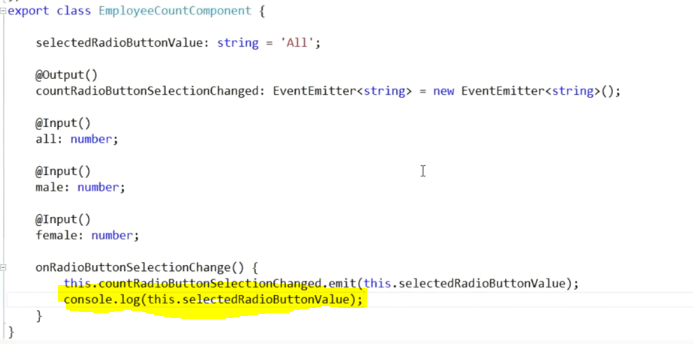 export class EmployeeCountComponent {
selectedRadioButtonValue: string = 'All';
@Output()
countRadioButtonSelectionChanged: EventEmitter<string> = new EventEmitter<string>();
@Input()
all: number;
@Input()
male: number;
@Input()
female: number;
onRadioButtonSelectionChange() {
this.countRadioButtonSelectionChanged.emit(this.selectedRadioButtonValue);
console.log(this.selectedRadioButtonValue);
}
}